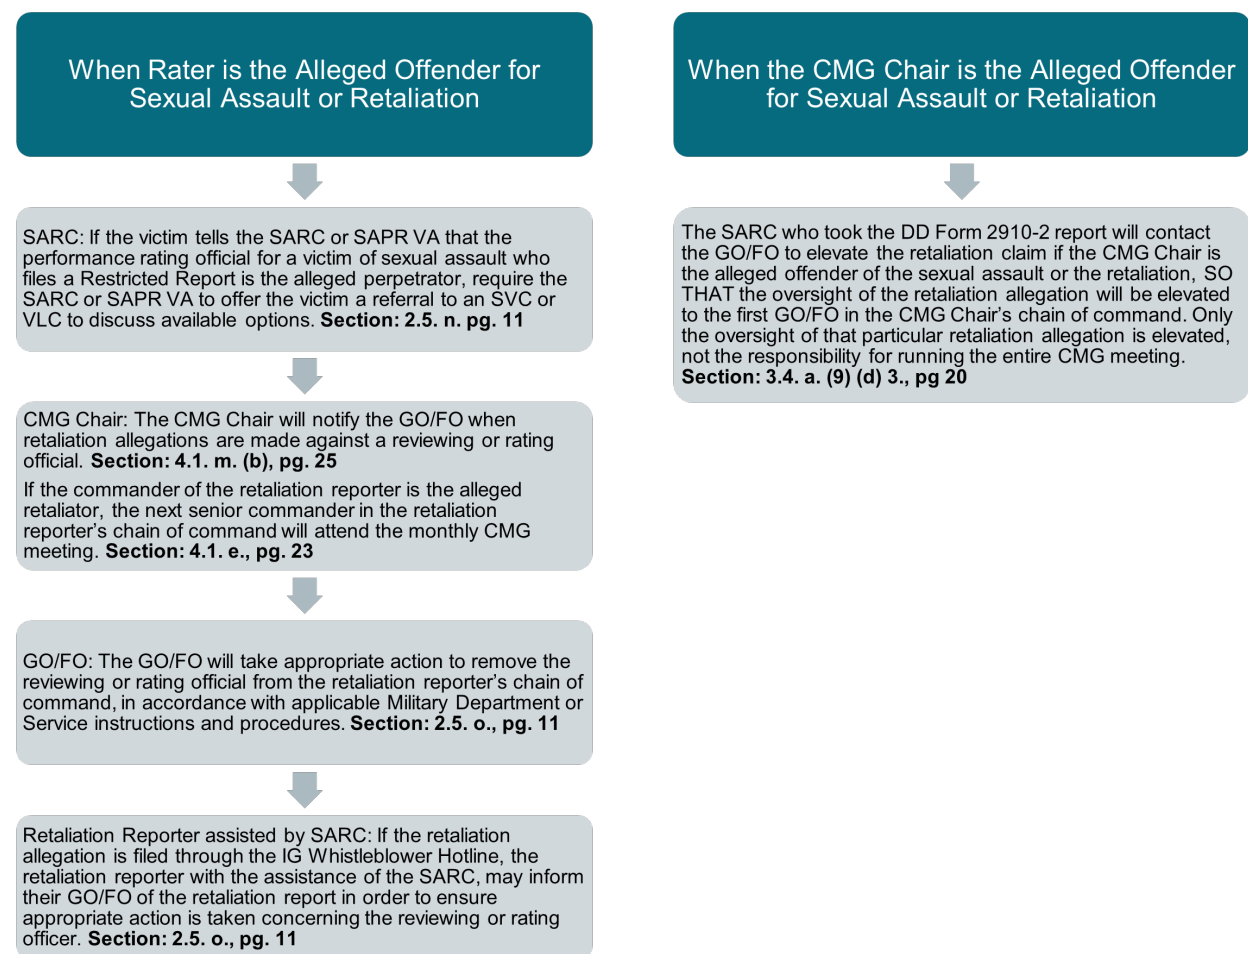 When Rater is the Alleged Offender for
Sexual Assault or Retaliation
SARC: If the victim tells the SARC or SAPR VA that the
performance rating official for a victim of sexual assault who
files a Restricted Report is the alleged perpetrator, require the
SARC or SAPR VA to offer the victim a referral to an SVC or
VLC to discuss available options. Section: 2.5. n. pg. 11
CMG Chair: The CMG Chair will notify the GO/FO when
retaliation allegations are made against a reviewing or rating
official. Section: 4.1. m. (b), pg. 25
If the commander of the retaliation reporter is the alleged
retaliator, the next senior commander in the retaliation
reporter’s chain of command will attend the monthly CMG
meeting. Section: 4.1. e., pg. 23
GO/FO: The GO/FO will take appropriate action to remove the
reviewing or rating official from the retaliation reporter’s chain of
command, in accordance with applicable Military Department or
Service instructions and procedures. Section: 2.5. o., pg. 11
Retaliation Reporter assisted by SARC: If the retaliation
allegation is filed through the IG Whistleblower Hotline, the
retaliation reporter with the assistance of the SARC, may inform
their GO/FO of the retaliation report in order to ensure
appropriate action is taken concerning the reviewing or rating
officer. Section: 2.5. o., pg. 11
When the CMG Chair is the Alleged Offender
for Sexual Assault or Retaliation
The SARC who took the DD Form 2910-2 report will contact
the GO/FO to elevate the retaliation claim if the CMG Chair is
the alleged offender of the sexual assault or the retaliation, SO
THAT the oversight of the retaliation allegation will be elevated
to the first GO/FO in the CMG Chair’s chain of command. Only
the oversight of that particular retaliation allegation is elevated,
not the responsibility for running the entire CMG meeting.
Section: 3.4. a. (9) (d) 3., pg 20